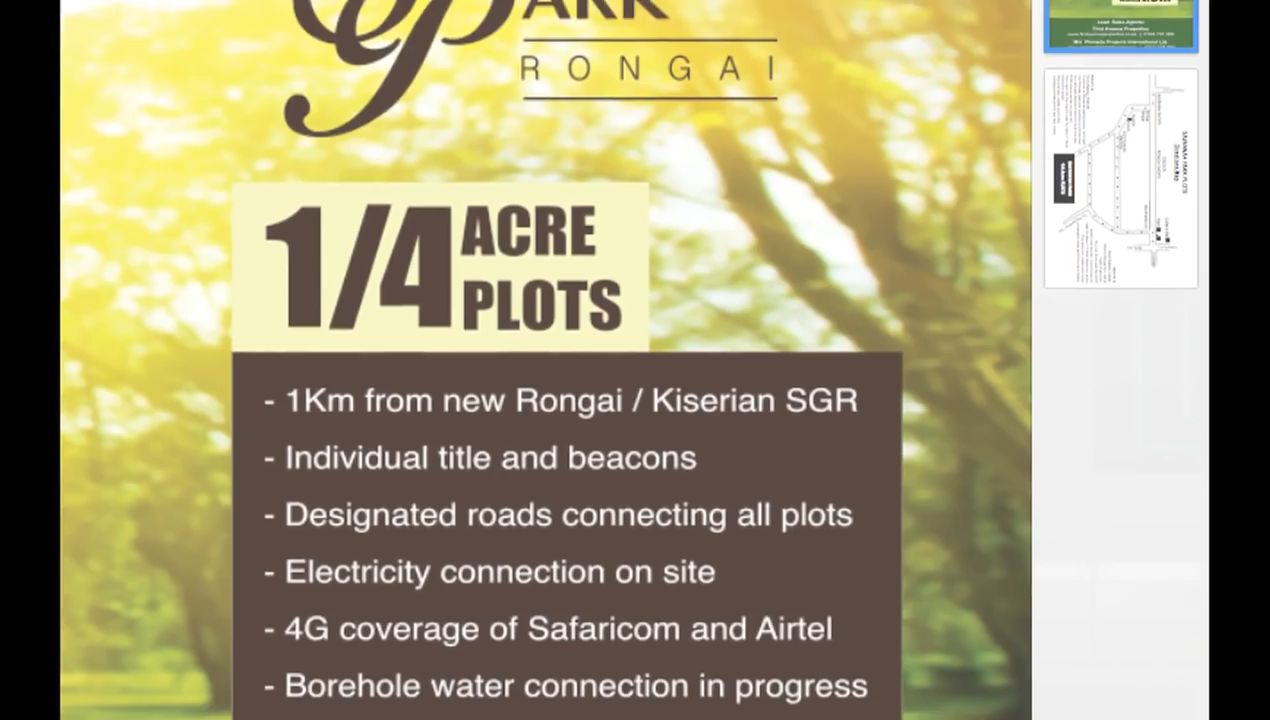 PARK
RONGAI
1/4 ACRE
PLOTS
- 1Km from new Rongai / Kiserian SGR
- Individual title and beacons
- Designated roads connecting all plots
- Electricity connection on site
- 4G coverage of Safaricom and Airtel
- Borehole water connection in progress